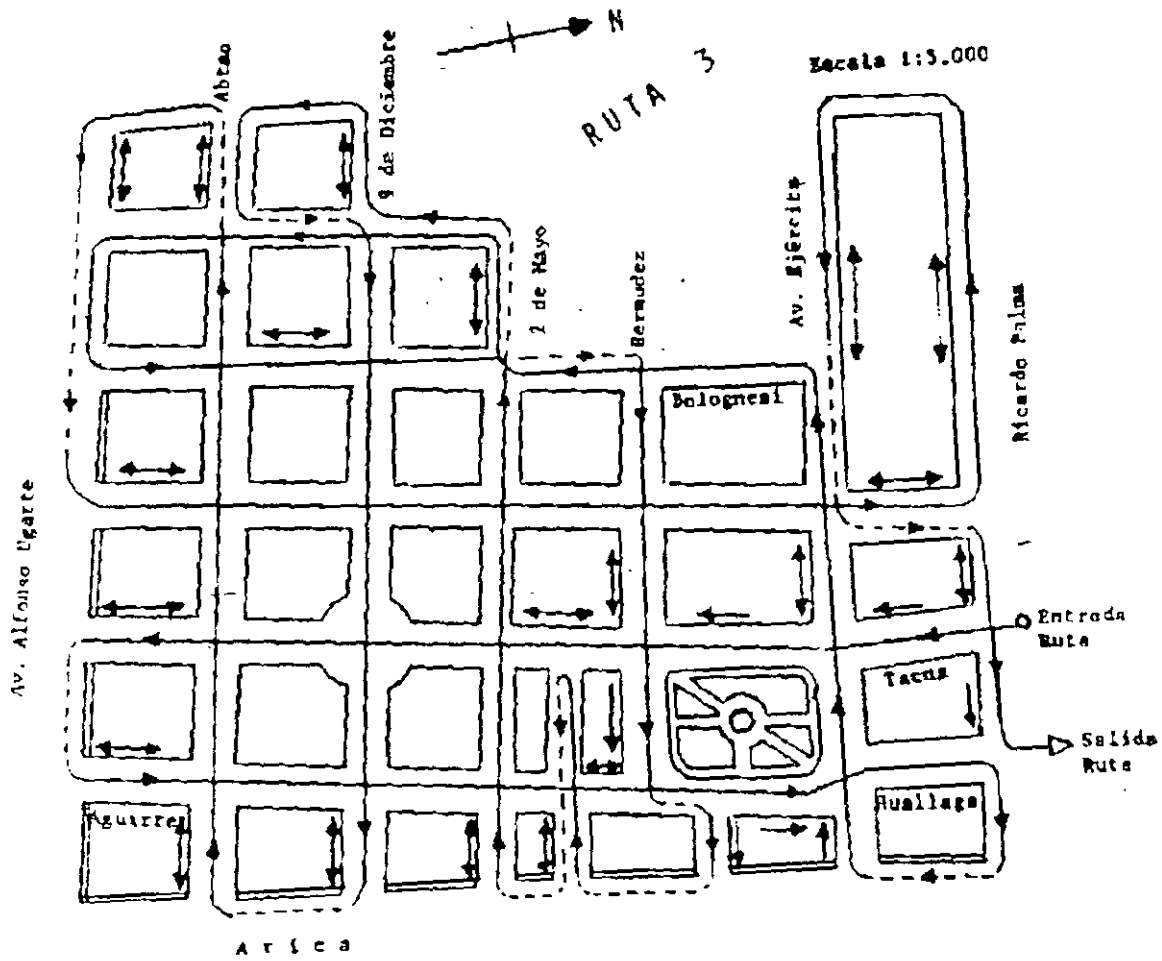 N
RUTA 3
Escala 1:5.000
Abtao
9 de Diciembre
2 de Mayo
Bermudez
Av. Ejército
Ricardo Palma
Bolognesi
Av. Alfonso Ugarte
Entrada
Ruta
Tacna
Salida
Ruta
Huallaga
Aguirre
Arica